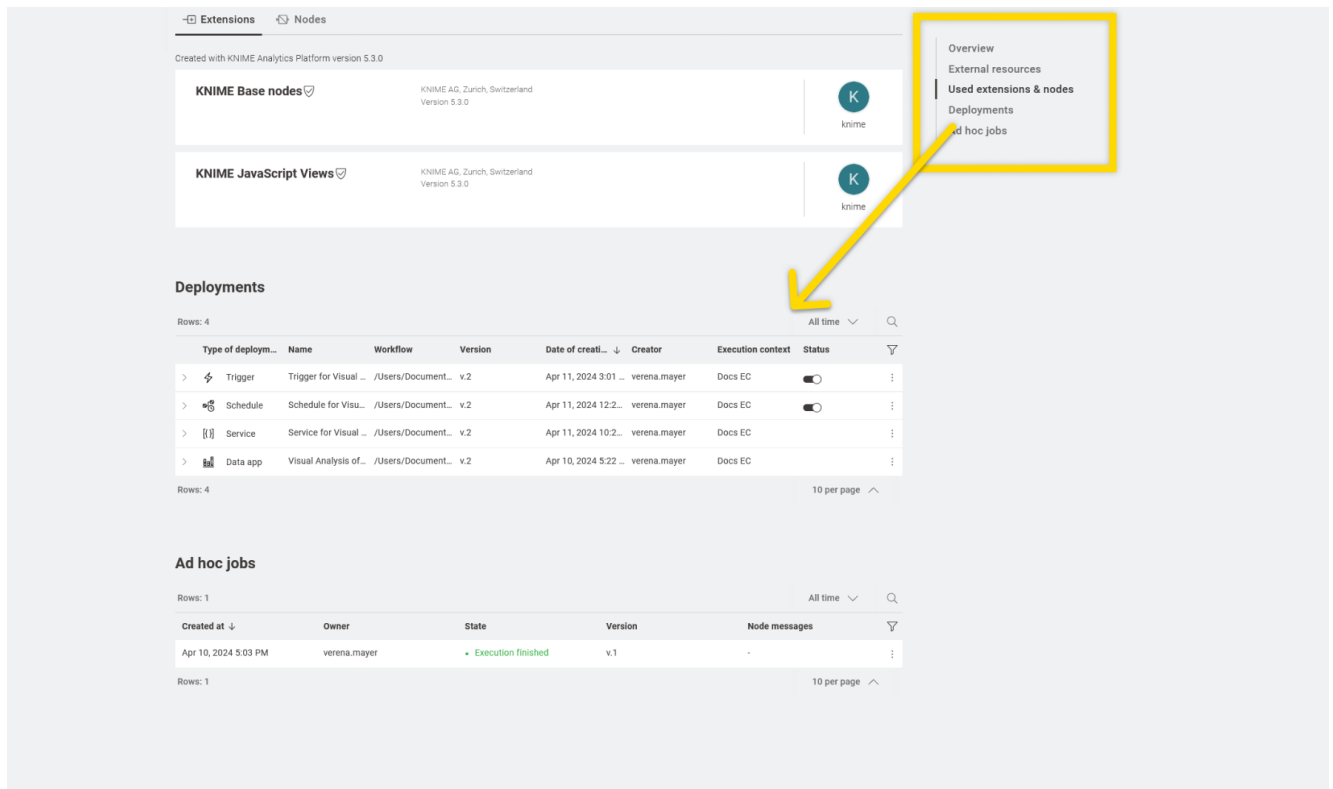 Extensions Nodes
Created with KNIME Analytics Platform version 5.3.0
KNIME Base nodes
KNIME AG, Zurich, Switzerland
Version 5.3.0
K
knime
KNIME JavaScript Views
KNIME AG, Zurich, Switzerland
Version 5.3.0
K
knime
Overview
External resources
Used extensions & nodes
Deployments
Ad hoc jobs
Deployments
Rows: 4 All time
Type of deploym... Name Workflow Version Date of creati... ↓ Creator Execution context Status
Trigger Trigger for Visual ... /Users/Document... v.2 Apr 11, 2024 3:01 ... verena.mayer Docs EC
Schedule Schedule for Visu... /Users/Document... v.2 Apr 11, 2024 12:2... verena.mayer Docs EC
Service Service for Visual ... /Users/Document... v.2 Apr 11, 2024 10:2... verena.mayer Docs EC
Data app Visual Analysis of... /Users/Document... v.2 Apr 10, 2024 5:22 ... verena.mayer Docs EC
Rows: 4 10 per page
Ad hoc jobs
Rows: 1 All time
Created at ↓ Owner State Version Node messages
Apr 10, 2024 5:03 PM verena.mayer • Execution finished v.1 -
Rows: 1 10 per page